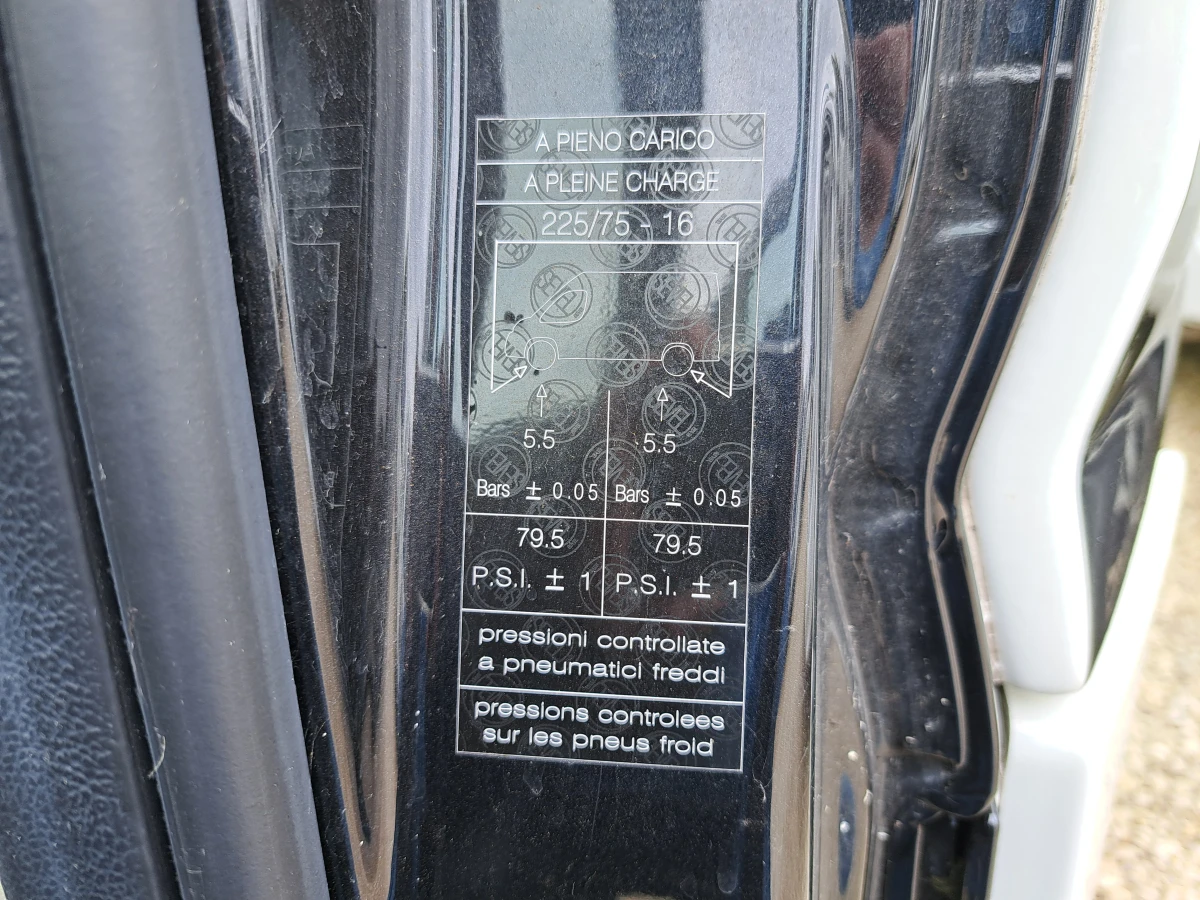 A PIENO CARICO
A PLEINE CHARGE
225/75 - 16
5.5 5.5
Bars ± 0.05 Bars ± 0.05
79.5 79.5
P.S.I. ± 1 P.S.I. ± 1
pressioni controllate
a pneumatici freddi
pressions controlees
sur les pneus froid